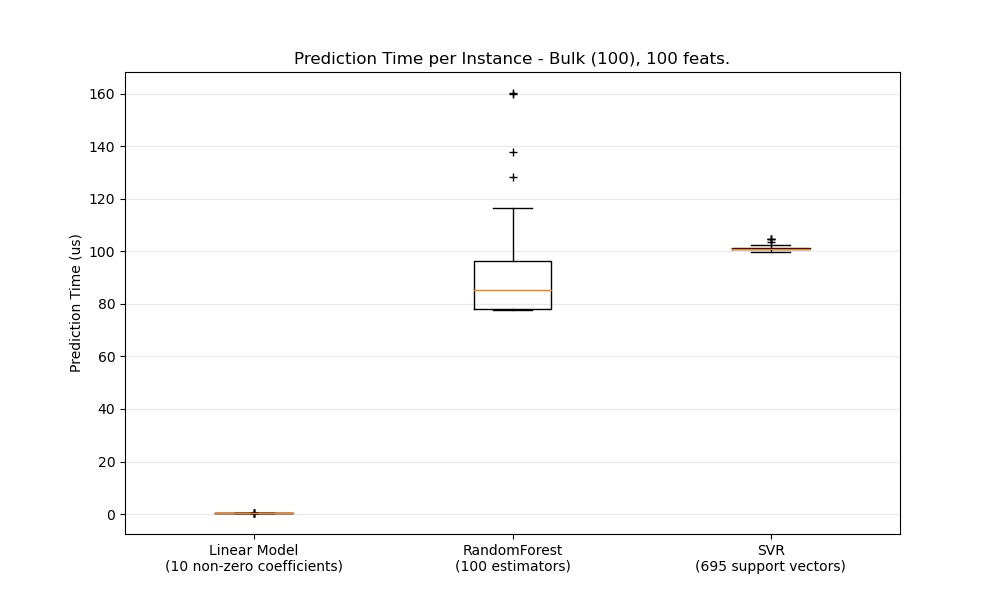 Prediction Time per Instance - Bulk (100), 100 feats.
160
140
120
100
80
60
40
20
0
Prediction Time (us)
Linear Model
(10 non-zero coefficients)
RandomForest
(100 estimators)
SVR
(695 support vectors)